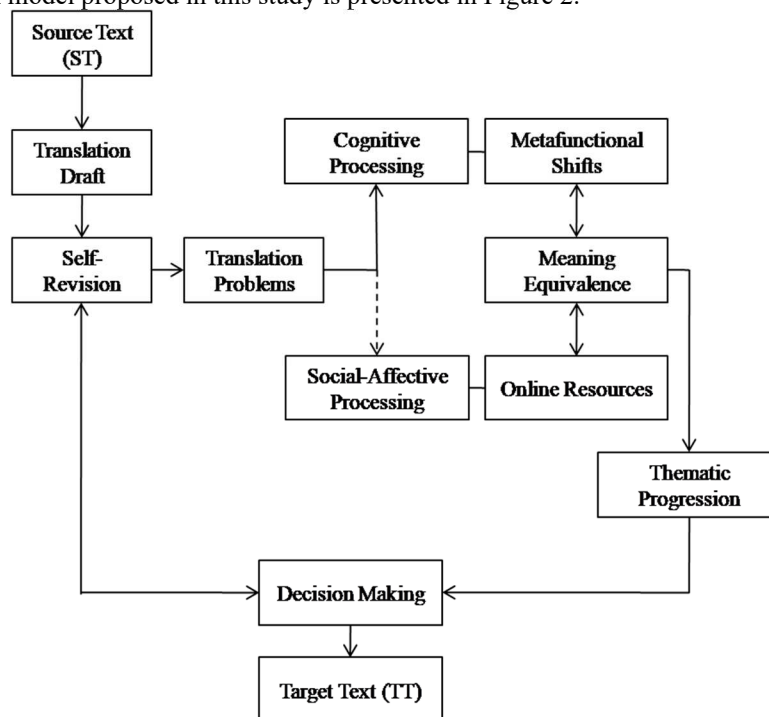 model proposed in this study is presented in Figure 2.
Source Text
(ST)
Translation
Draft
Self-
Revision
Translation
Problems
Cognitive
Processing
Metafunctional
Shifts
Meaning
Equivalence
Social-Affective
Processing
Online Resources
Thematic
Progression
Decision Making
Target Text (TT)